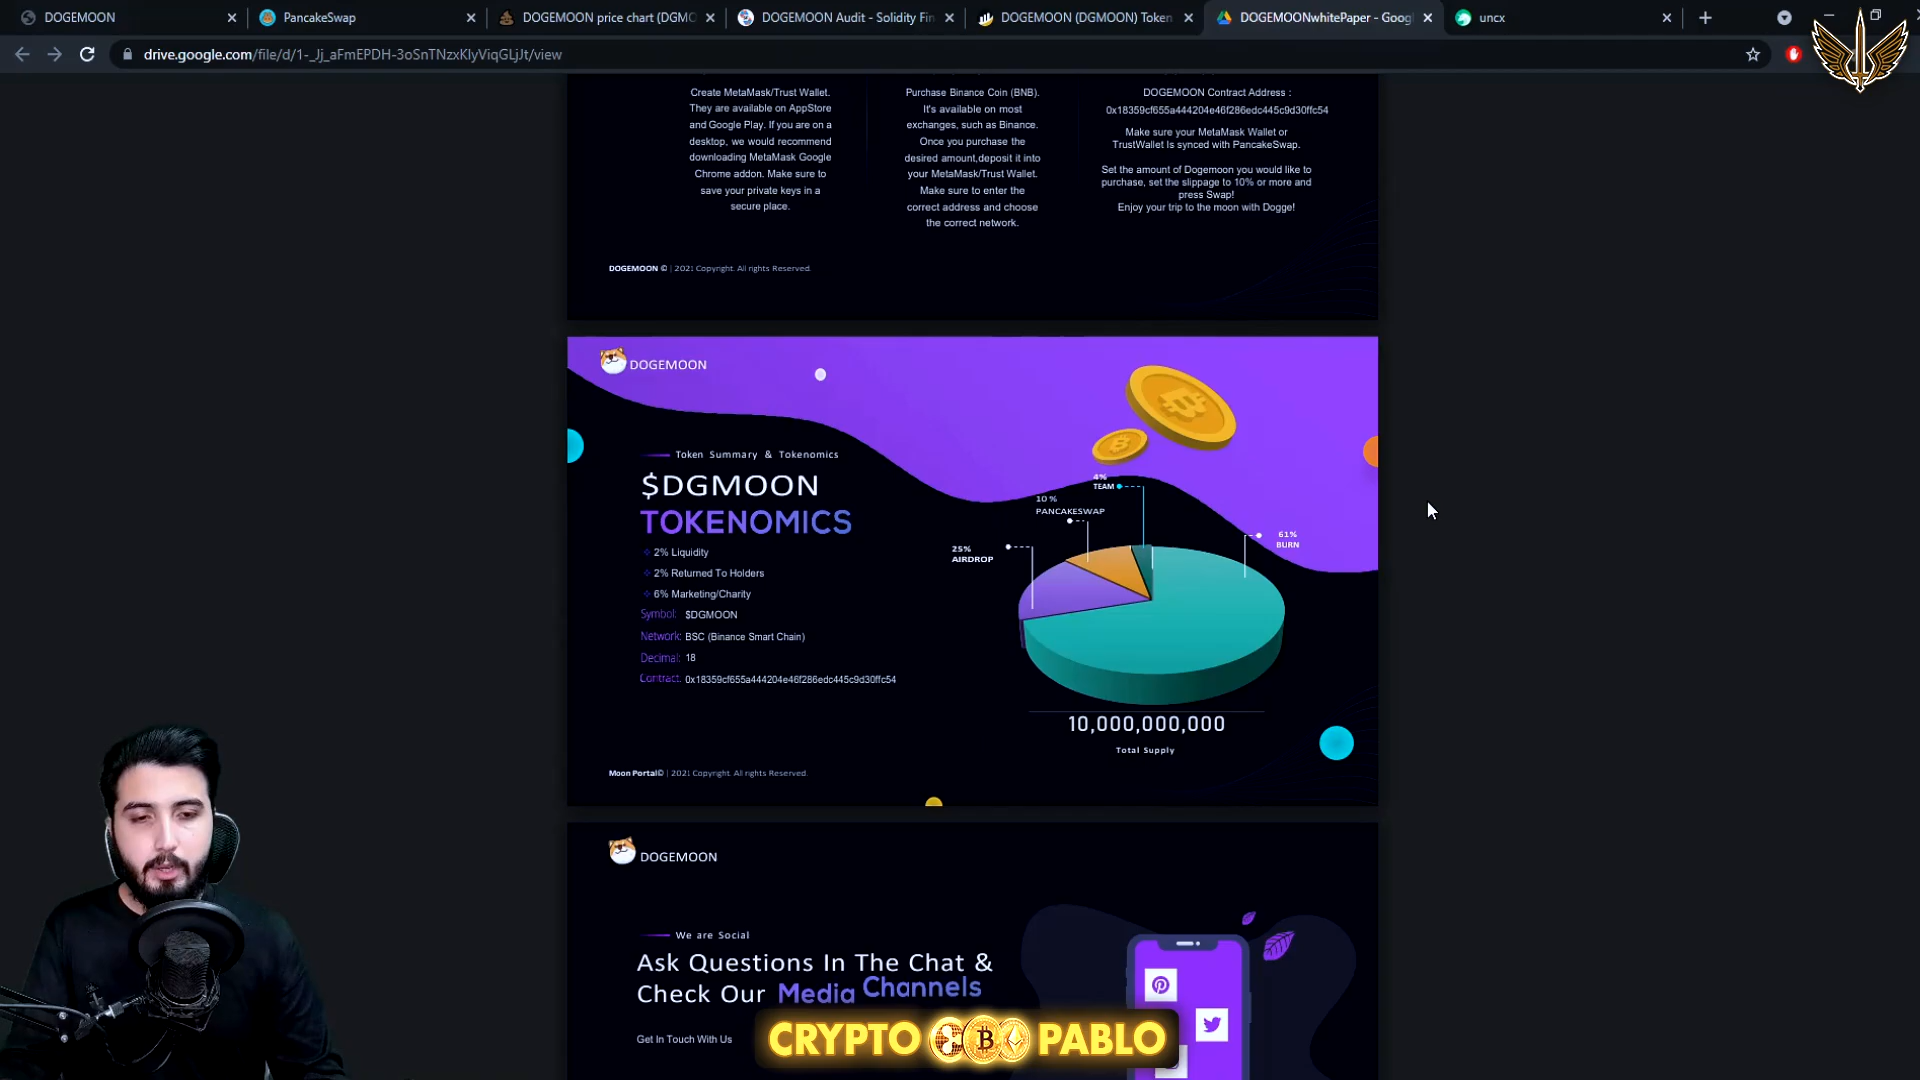 DOGEMOON
PancakeSwap
DOGEMOON price chart (DGMO
DOGEMOON Audit - Solidity Fin
DOGEMOON (DGMOON) Token
DOGEMOONwhitePaper - Goog
uncx
drive.google.com/file/d/1-_Jj_aFmEPDH-3oSnTNzxKlyViqGLjJt/view
Create MetaMask/Trust Wallet.
They are available on AppStore
and Google Play. If you are on a
desktop, we would recommend
downloading MetaMask Google
Chrome addon. Make sure to
save your private keys in a
secure place.
Purchase Binance Coin (BNB).
It's available on most
exchanges, such as Binance.
Once you purchase the
desired amount,deposit it into
your MetaMask/Trust Wallet.
Make sure to enter the
correct address and choose
the correct network.
DOGEMOON Contract Address :
0x18359cf655a444204e46f286edc445c9d30ffc54
Make sure your MetaMask Wallet or
TrustWallet Is synced with PancakeSwap.
Set the amount of Dogemoon you would like to
purchase, set the slippage to 10% or more and
press Swap!
Enjoy your trip to the moon with Dogge!
DOGEMOON © | 2021 Copyright. All rights Reserved.
DOGEMOON
Token Summary & Tokenomics
$DGMOON
TOKENOMICS
2% Liquidity
2% Returned To Holders
6% Marketing/Charity
Symbol: $DGMOON
Network: BSC (Binance Smart Chain)
Decimal: 18
Contract: 0x18359cf655a444204e46f286edc445c9d30ffc54
4%
TEAM
10 %
PANCAKESWAP
25%
AIRDROP
61%
BURN
10,000,000,000
Total Supply
Moon Portal© | 2021 Copyright. All rights Reserved.
DOGEMOON
We are Social
Ask Questions In The Chat &
Check Our Media Channels
Get In Touch With Us
CRYPTO PABLO